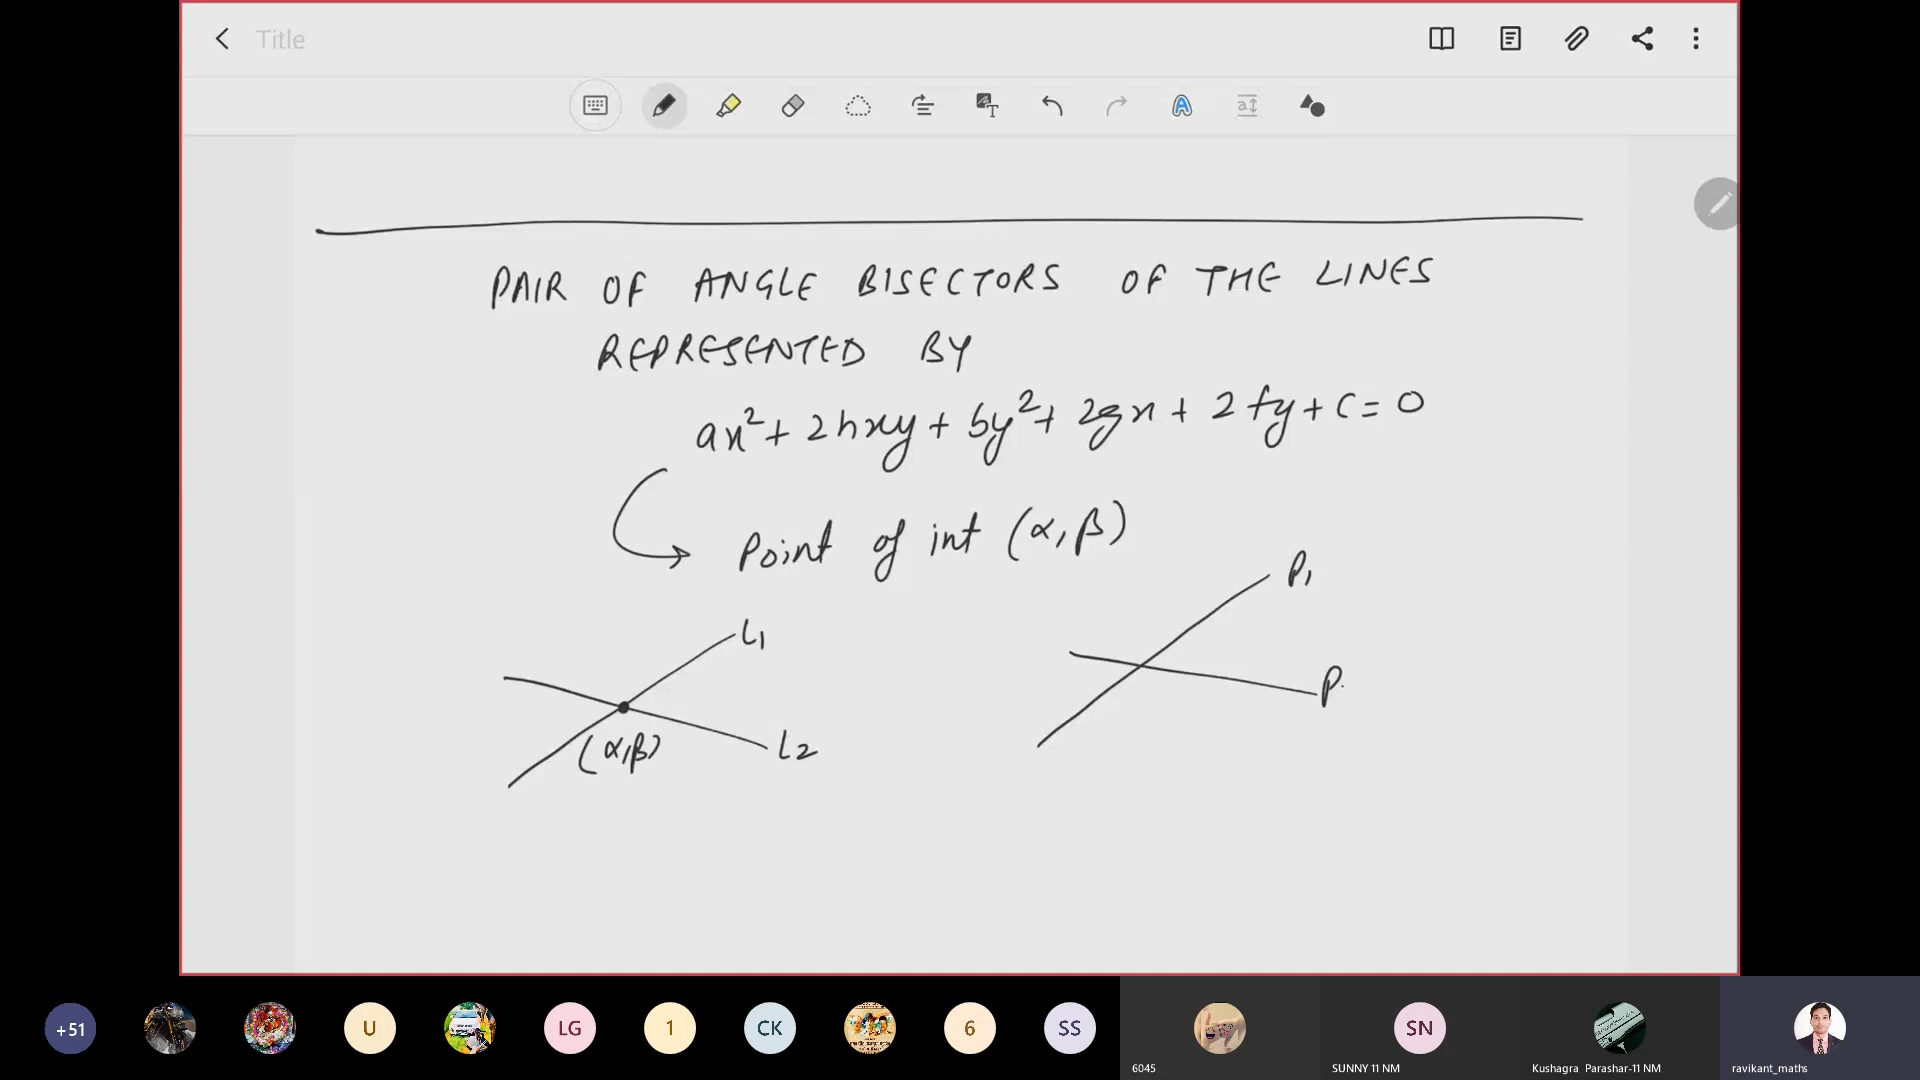 Title
PAIR OF ANGLE BISECTORS OF THE LINES
REPRESENTED BY
ax²+ 2hxy + by²+ 2gx + 2fy + c = 0
Point of int (α, β)
L1
L2
(α,β)
P1
P
+51
U
LG
1
CK
6
SS
SN
6045
SUNNY 11 NM
Kushagra Parashar-11 NM
ravikant_maths